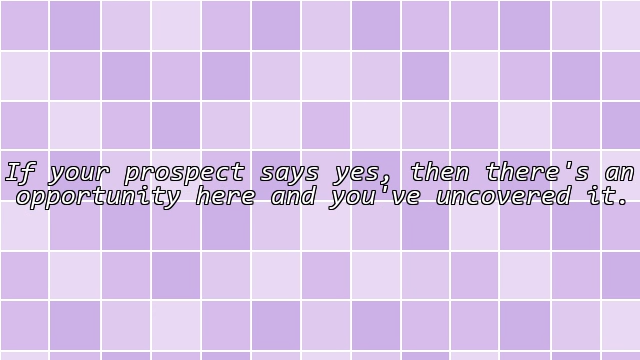 If your prospect says yes, then there's an
opportunity here and you've uncovered it.